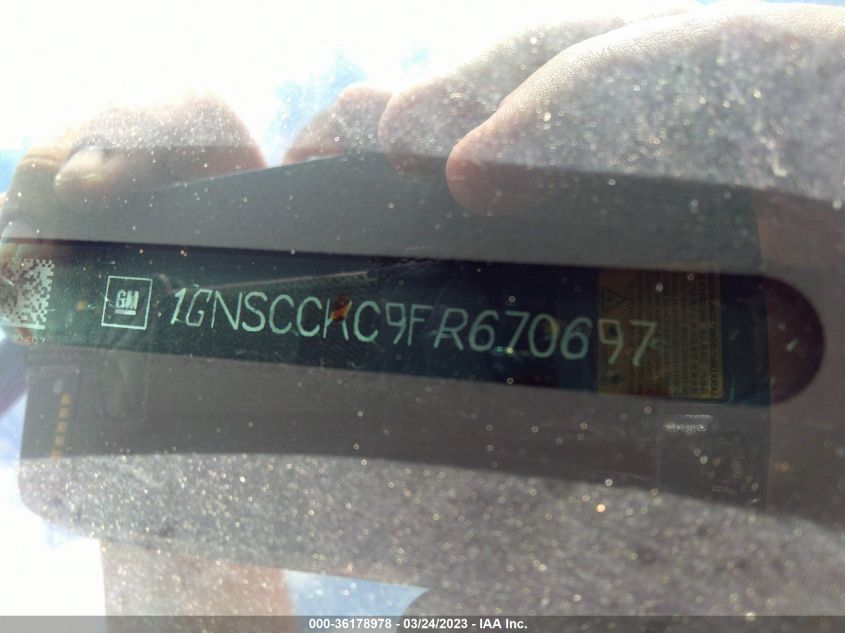 GM 1GNSCCKC9FR670697
000-36178978 - 03/24/2023 - IAA Inc.